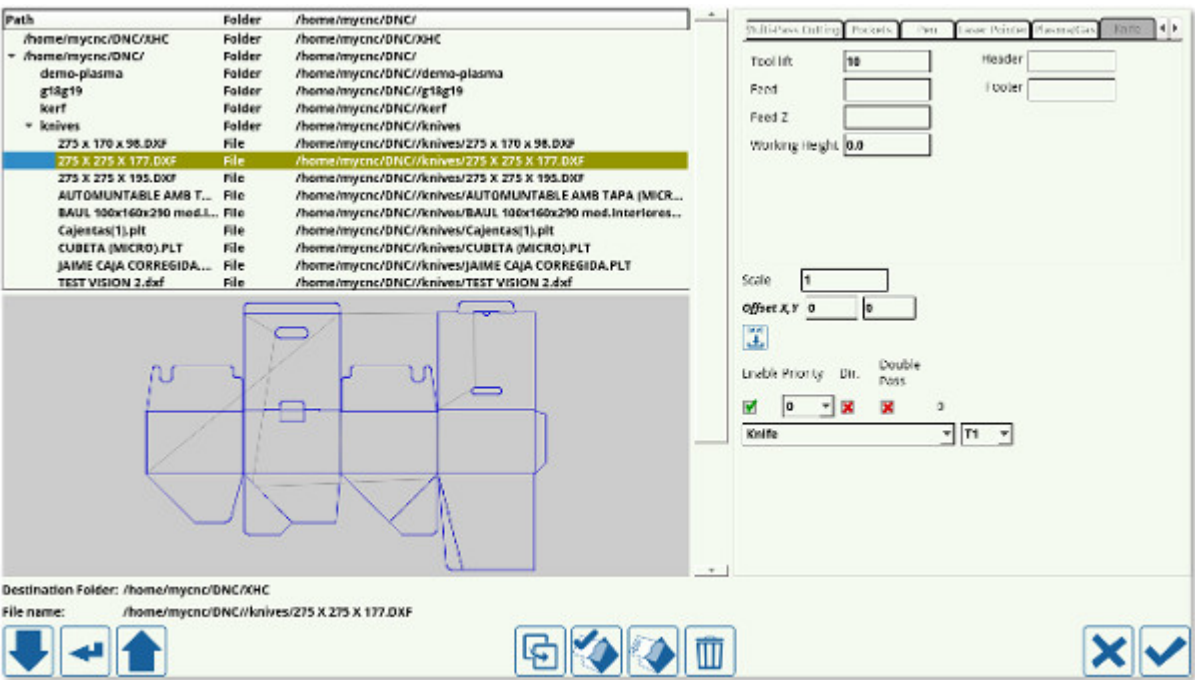 Path Folder /home/mycnc/DNC/
/home/mycnc/DNC/XHC Folder /home/mycnc/DNC/XHC
/home/mycnc/DNC/ Folder /home/mycnc/DNC/
demo-plasma Folder /home/mycnc/DNC//demo-plasma
g18g19 Folder /home/mycnc/DNC//g18g19
kerf Folder /home/mycnc/DNC//kerf
knives Folder /home/mycnc/DNC//knives
275 x 170 x 98.DXF File /home/mycnc/DNC//knives/275 x 170 x 98.DXF
275 X 275 X 177.DXF File /home/mycnc/DNC//knives/275 X 275 X 177.DXF
275 X 275 X 195.DXF File /home/mycnc/DNC//knives/275 X 275 X 195.DXF
AUTOMUNTABLE AMB T... File /home/mycnc/DNC//knives/AUTOMUNTABLE AMB TAPA (MICR...
BAUL 100x160x290 mod.I... File /home/mycnc/DNC//knives/BAUL 100x160x290 mod.Interiores...
Cajentas(1).plt File /home/mycnc/DNC//knives/Cajentas(1).plt
CUBETA (MICRO).PLT File /home/mycnc/DNC//knives/CUBETA (MICRO).PLT
JAIME CAJA CORREGIDA.... File /home/mycnc/DNC//knives/JAIME CAJA CORREGIDA.PLT
TEST VISION 2.dxf File /home/mycnc/DNC//knives/TEST VISION 2.dxf
Destination Folder: /home/mycnc/DNC/XHC
File name: /home/mycnc/DNC//knives/275 X 275 X 177.DXF
Multi-Pass Cutting Pockets Pen Laser Pointer Plasma/Gas Knife
Tool lift 10 Header
Feed Footer
Feed Z
Working Height 0.0
Scale 1
Offset X,Y 0 0
Enable Priority Dir. Double
Pass
0
Knife T1